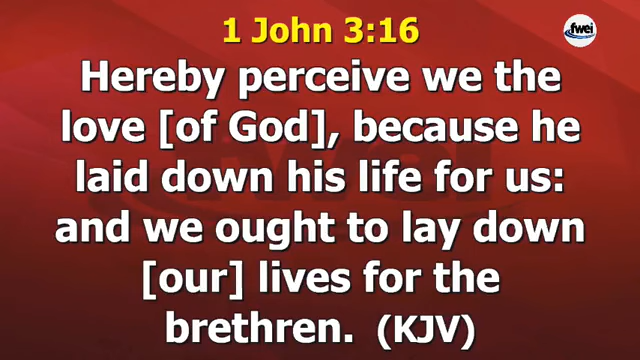 1 John 3:16
fwei
Hereby perceive we the
love [of God], because he
laid down his life for us:
and we ought to lay down
[our] lives for the
brethren. (KJV)